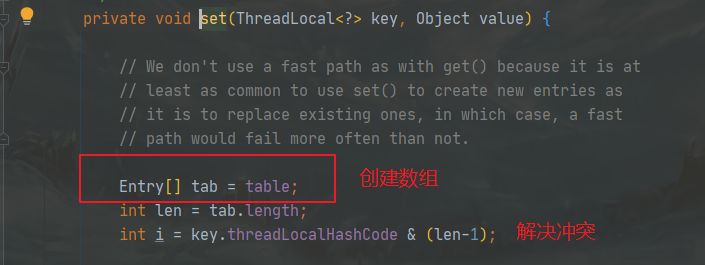 private void set(ThreadLocal<?> key, Object value) {
// We don't use a fast path as with get() because it is at
// least as common to use set() to create new entries as
// it is to replace existing ones, in which case, a fast
// path would fail more often than not.
Entry[] tab = table; 创建数组
int len = tab.length;
int i = key.threadLocalHashCode & (len-1); 解决冲突